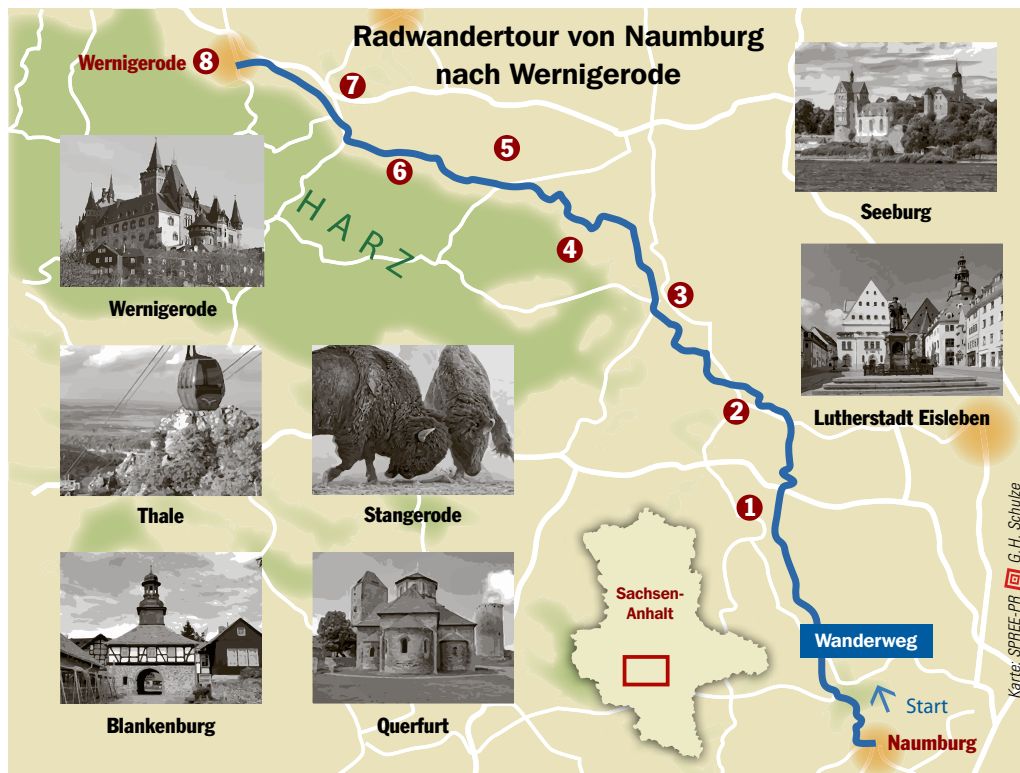 Radwandertour von Naumburg
nach Wernigerode
Wernigerode 8
7
5
6
HARZ
4
3
2
1
Seeburg
Wernigerode
Lutherstadt Eisleben
Thale
Stangerode
Blankenburg
Querfurt
Sachsen-
Anhalt
Wanderweg
Start
Naumburg
Karte: SPREE-PR G.H. Schulze